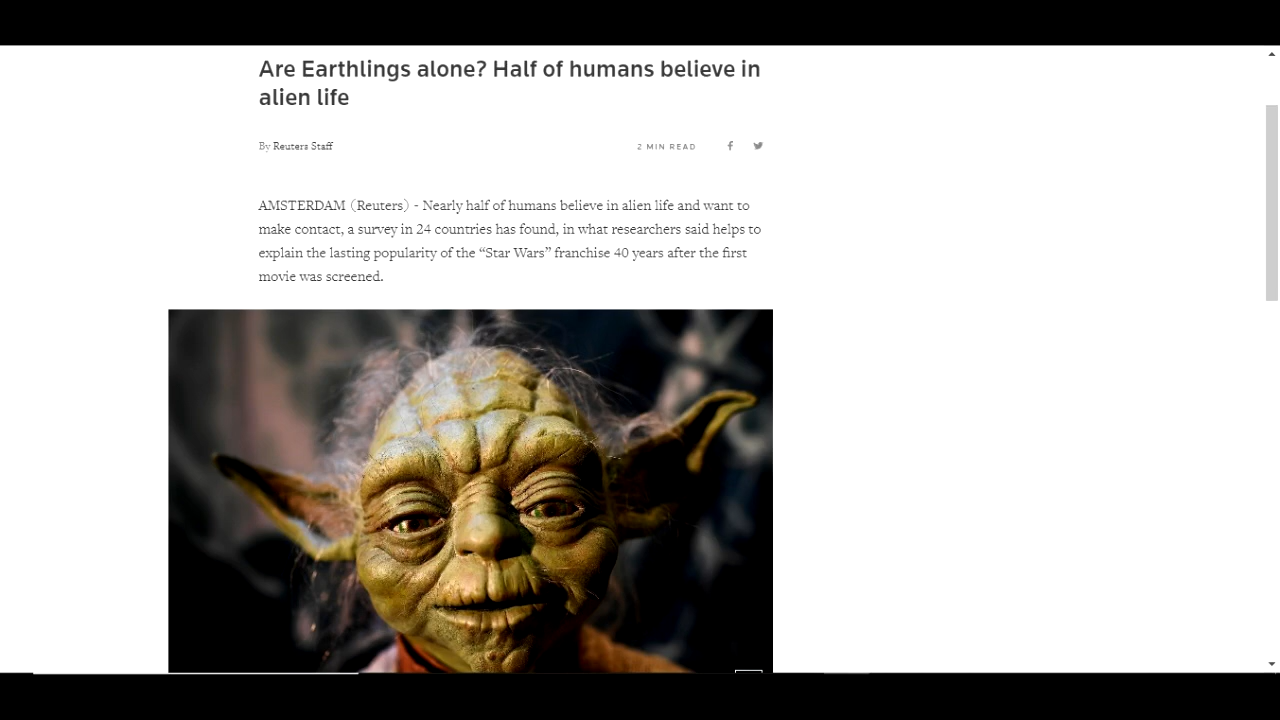 Are Earthlings alone? Half of humans believe in
alien life
By Reuters Staff
2 MIN READ
AMSTERDAM (Reuters) - Nearly half of humans believe in alien life and want to
make contact, a survey in 24 countries has found, in what researchers said helps to
explain the lasting popularity of the “Star Wars” franchise 40 years after the first
movie was screened.